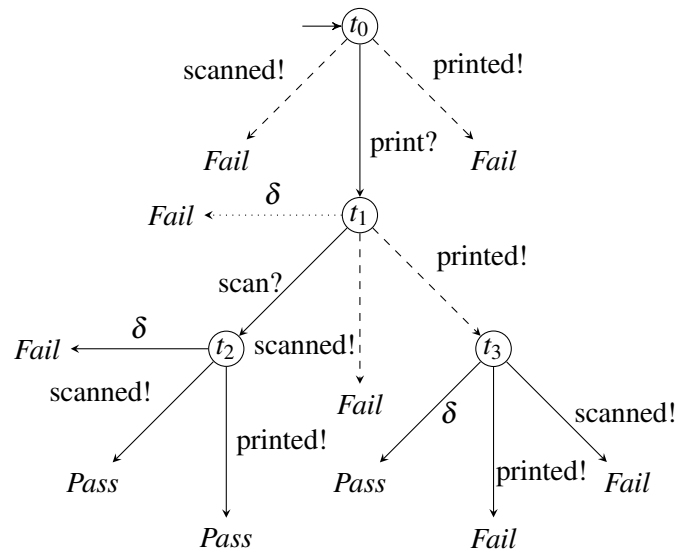 t0
scanned!
printed!
Fail
print?
Fail
Fail
δ
t1
printed!
scan?
Fail
δ
t2
scanned!
t3
scanned!
Fail
δ
scanned!
printed!
printed!
Pass
Pass
Fail
Pass
Fail